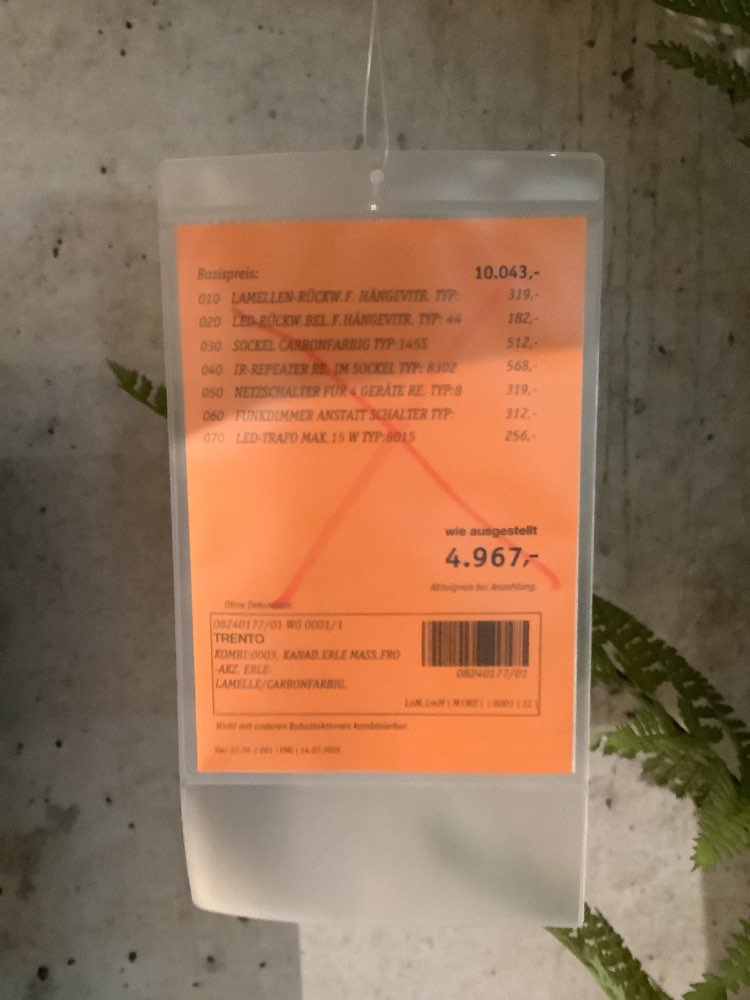 Basispreis: 10.043,-
010 LAMELLEN-RÜCKW.F. HÄNGEVITR. TYP: 319,-
020 LED-RÜCKW.BEL.F.HÄNGEVITR. TYP: 44 182,-
030 SOCKEL CARBONFARBIG TYP:145S 512,-
040 IR-REPEATER RE. IM SOCKEL TYP: 8302 568,-
050 NETZSCHALTER FÜR 4 GERÄTE RE. TYP:8 319,-
060 FUNKDIMMER ANSTATT SCHALTER TYP: 312,-
070 LED-TRAFO MAX. 15 W TYP:8015 256,-
wie ausgestellt
4.967,-
Abholpreis bei Anzahlung.
Ohne Dekoration.
08240177/01 WG 0001/1
TRENTO
KOMBI:0003, KANAD.ERLE MASS.FRO
-AKZ. ERLE-
LAMELLE/CARBONFARBIG,
08240177/01
Nicht mit anderen Rabattaktionen kombinierbar.